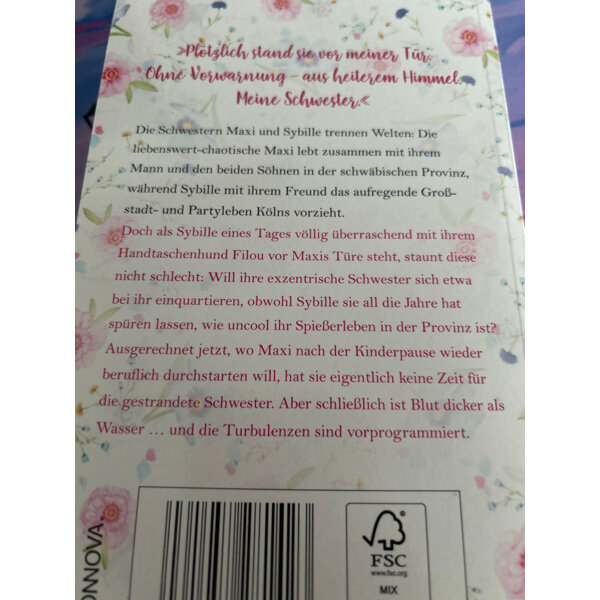 »Plötzlich stand sie vor meiner Tür.
Ohne Vorwarnung – aus heiterem Himmel.
Meine Schwester.«
Die Schwestern Maxi und Sybille trennen Welten: Die
liebenswert-chaotische Maxi lebt zusammen mit ihrem
Mann und den beiden Söhnen in der schwäbischen Provinz,
während Sybille mit ihrem Freund das aufregende Groß-
stadt- und Partyleben Kölns vorzieht.
Doch als Sybille eines Tages völlig überraschend mit ihrem
Handtaschenhund Filou vor Maxis Türe steht, staunt diese
nicht schlecht: Will ihre exzentrische Schwester sich etwa
bei ihr einquartieren, obwohl Sybille sie all die Jahre hat
spüren lassen, wie uncool ihr Spießerleben in der Provinz ist?
Ausgerechnet jetzt, wo Maxi nach der Kinderpause wieder
beruflich durchstarten will, hat sie eigentlich keine Zeit für
die gestrandete Schwester. Aber schließlich ist Blut dicker als
Wasser … und die Turbulenzen sind vorprogrammiert.
ONNOVA.
FSC
www.fsc.org
MIX